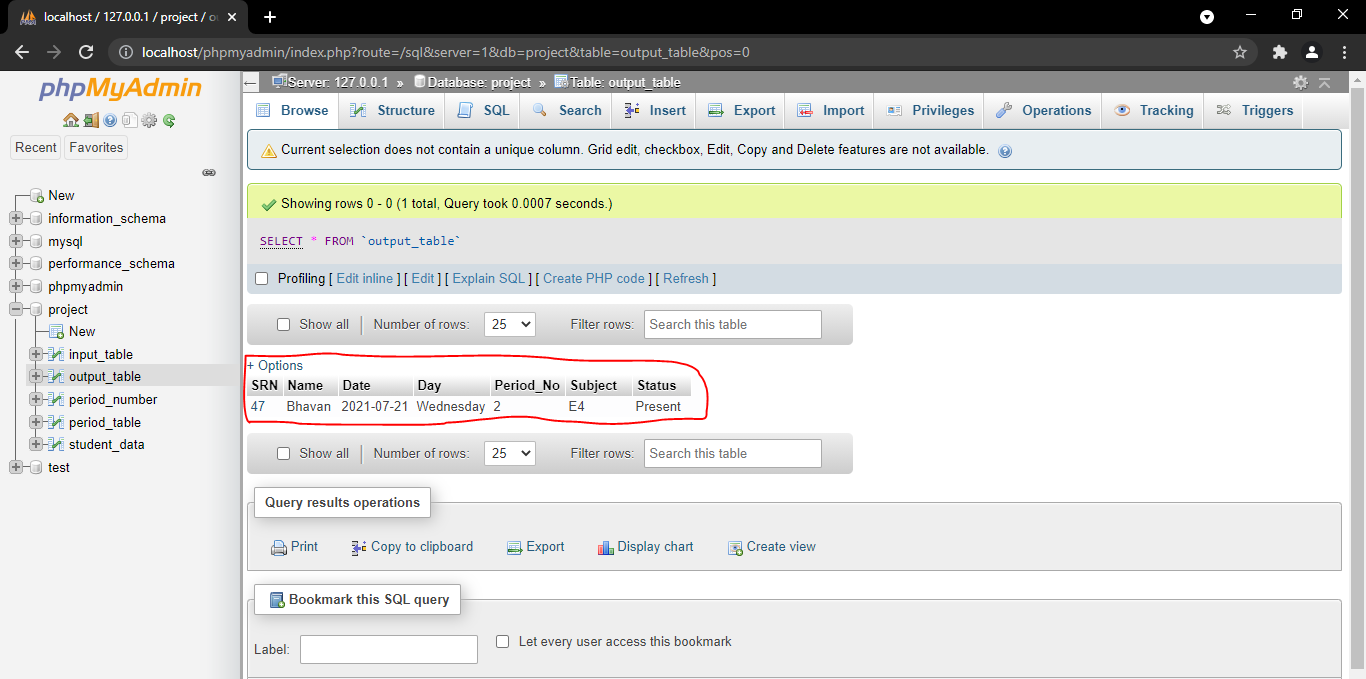 localhost / 127.0.0.1 / project / o
localhost/phpmyadmin/index.php?route=/sql&server=1&db=project&table=output_table&pos=0
phpMyAdmin
Recent Favorites
New
information_schema
mysql
performance_schema
phpmyadmin
project
New
input_table
output_table
period_number
period_table
student_data
test
Server: 127.0.0.1 » Database: project » Table: output_table
Browse Structure SQL Search Insert Export Import Privileges Operations Tracking Triggers
Current selection does not contain a unique column. Grid edit, checkbox, Edit, Copy and Delete features are not available.
Showing rows 0 - 0 (1 total, Query took 0.0007 seconds.)
SELECT * FROM `output_table`
Profiling [ Edit inline ] [ Edit ] [ Explain SQL ] [ Create PHP code ] [ Refresh ]
Show all Number of rows: 25 Filter rows: Search this table
+ Options
SRN Name Date Day Period_No Subject Status
47 Bhavan 2021-07-21 Wednesday 2 E4 Present
Show all Number of rows: 25 Filter rows: Search this table
Query results operations
Print Copy to clipboard Export Display chart Create view
Bookmark this SQL query
Label: Let every user access this bookmark